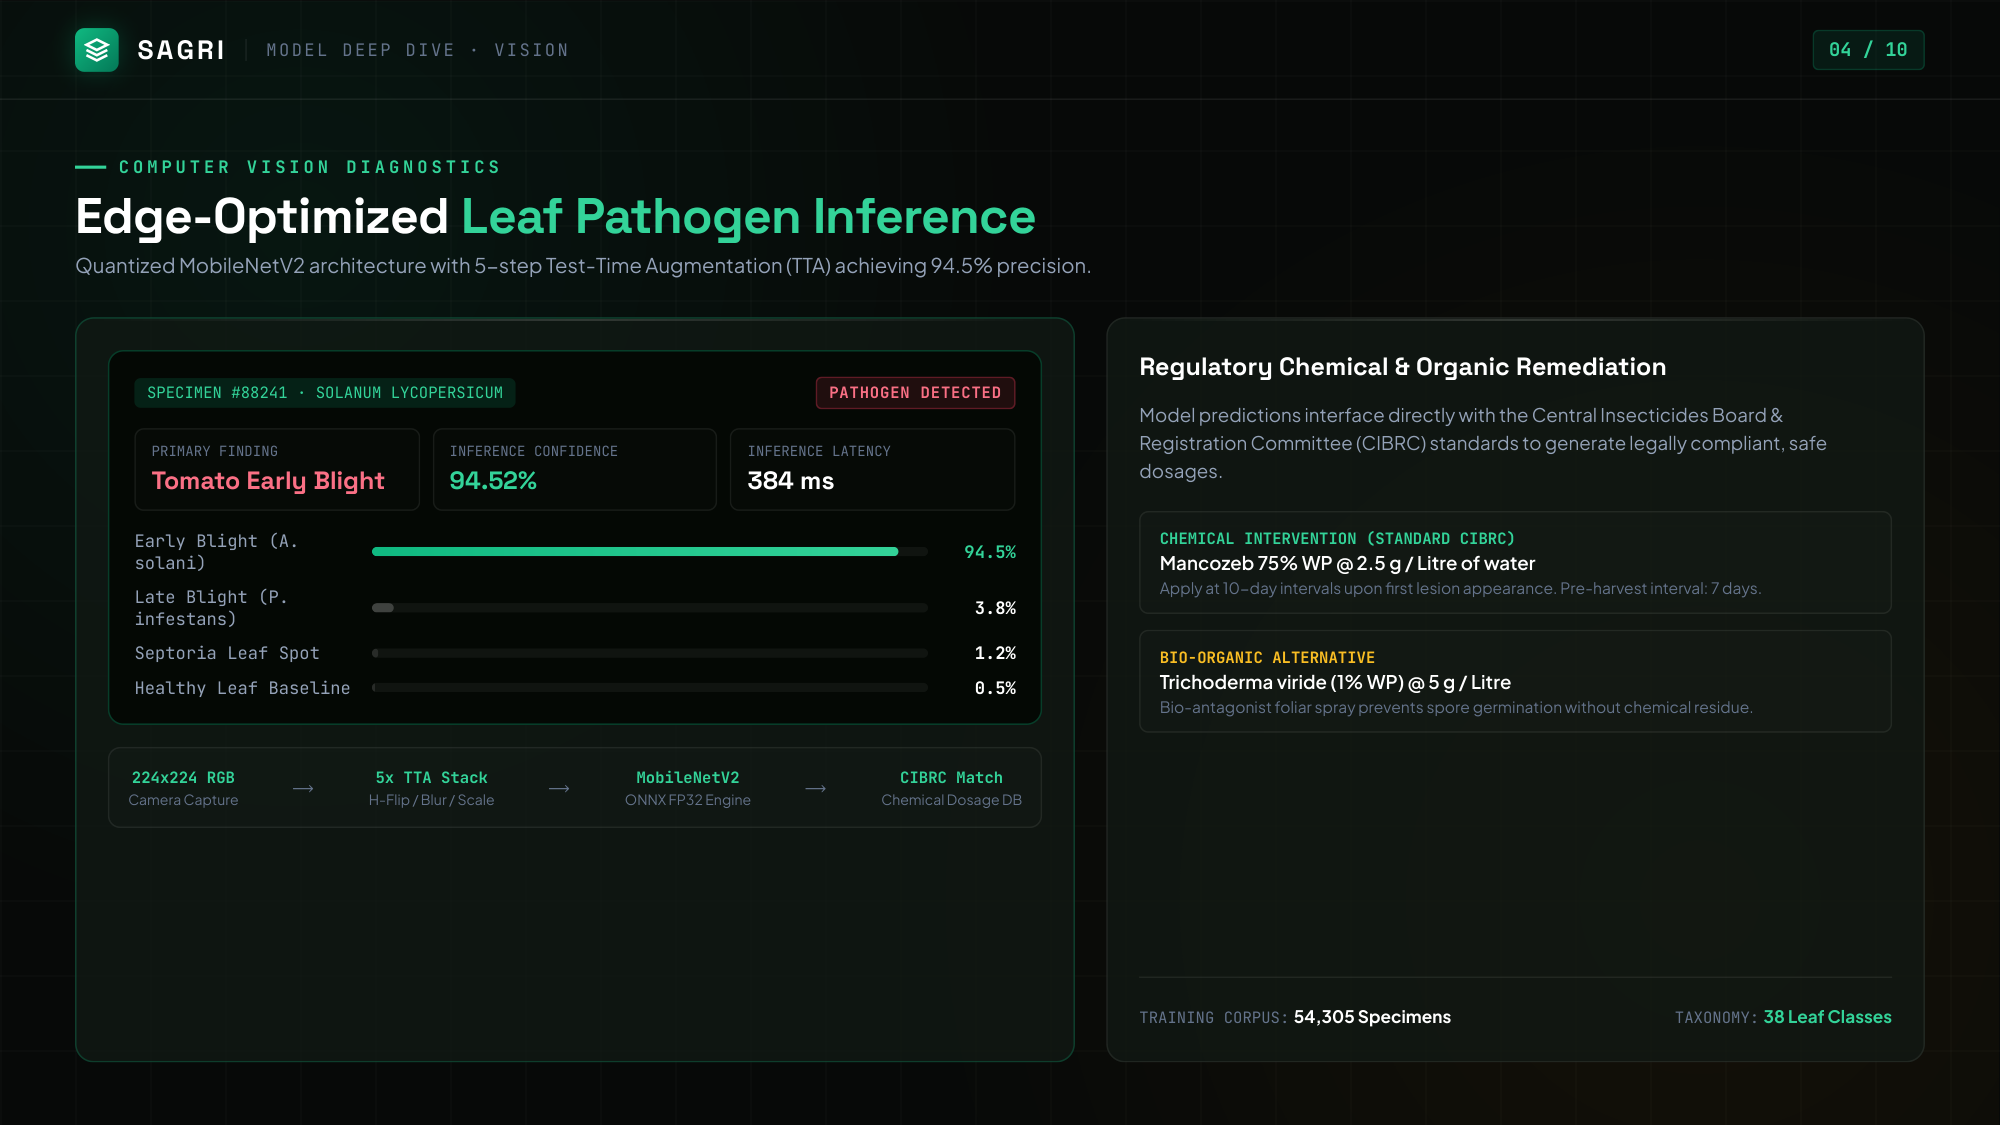 SAGRI
MODEL DEEP DIVE · VISION
04 / 10
COMPUTER VISION DIAGNOSTICS
Edge-Optimized Leaf Pathogen Inference
Quantized MobileNetV2 architecture with 5-step Test-Time Augmentation (TTA) achieving 94.5% precision.
SPECIMEN #88241 · SOLANUM LYCOPERSICUM
PATHOGEN DETECTED
PRIMARY FINDING
Tomato Early Blight
INFERENCE CONFIDENCE
94.52%
INFERENCE LATENCY
384 ms
Early Blight (A.
solani)
94.5%
Late Blight (P.
infestans)
3.8%
Septoria Leaf Spot
1.2%
Healthy Leaf Baseline
0.5%
224x224 RGB
Camera Capture
→
5x TTA Stack
H-Flip / Blur / Scale
→
MobileNetV2
ONNX FP32 Engine
→
CIBRC Match
Chemical Dosage DB
Regulatory Chemical & Organic Remediation
Model predictions interface directly with the Central Insecticides Board &
Registration Committee (CIBRC) standards to generate legally compliant, safe
dosages.
CHEMICAL INTERVENTION (STANDARD CIBRC)
Mancozeb 75% WP @ 2.5 g / Litre of water
Apply at 10-day intervals upon first lesion appearance. Pre-harvest interval: 7 days.
BIO-ORGANIC ALTERNATIVE
Trichoderma viride (1% WP) @ 5 g / Litre
Bio-antagonist foliar spray prevents spore germination without chemical residue.
TRAINING CORPUS: 54,305 Specimens
TAXONOMY: 38 Leaf Classes